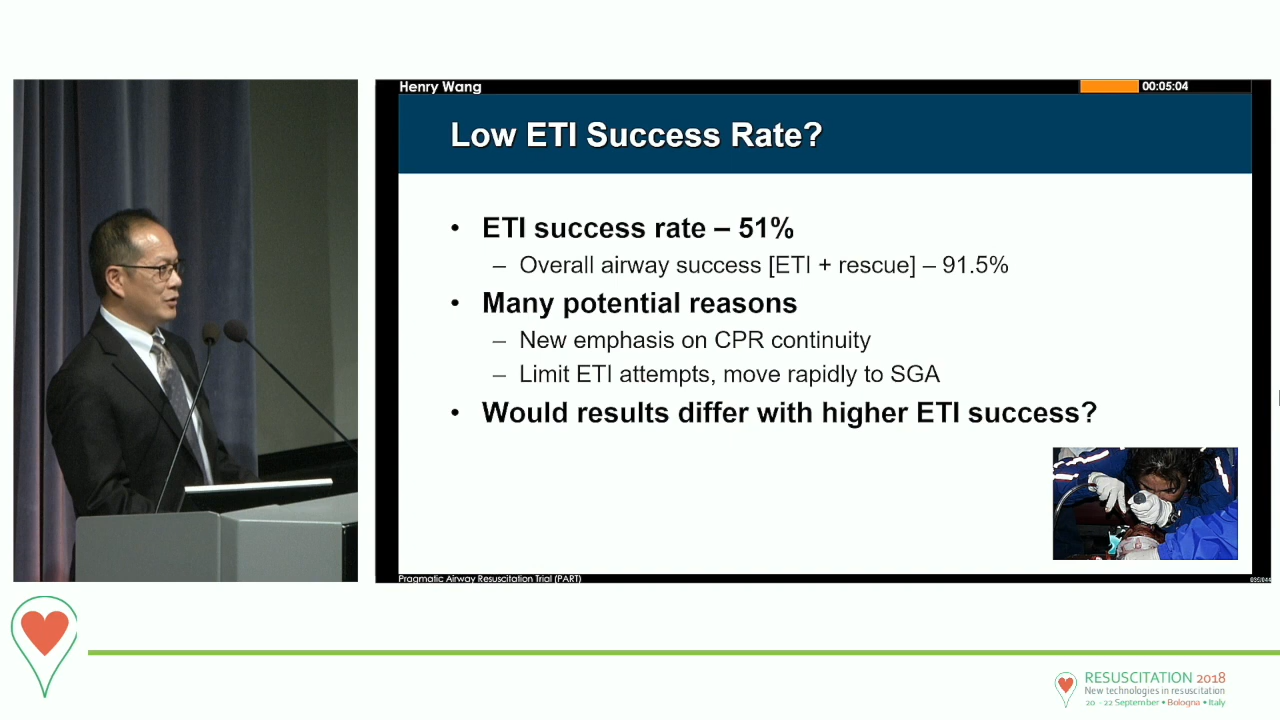 Henry Wang
00:05:04
Low ETI Success Rate?
• ETI success rate – 51%
– Overall airway success [ETI + rescue] – 91.5%
• Many potential reasons
– New emphasis on CPR continuity
– Limit ETI attempts, move rapidly to SGA
• Would results differ with higher ETI success?
Pragmatic Airway Resuscitation Trial (PART)
RESUSCITATION 2018
New technologies in resuscitation
20 - 22 September • Bologna • Italy